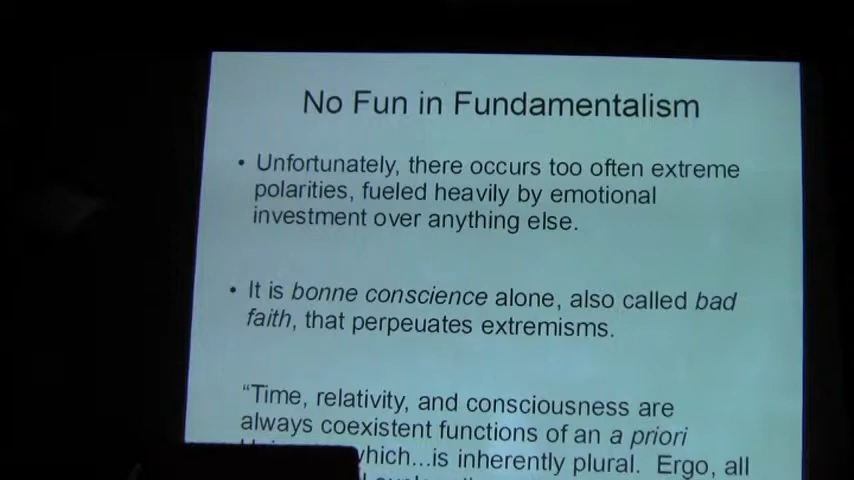 No Fun in Fundamentalism
• Unfortunately, there occurs too often extreme
polarities, fueled heavily by emotional
investment over anything else.
• It is bonne conscience alone, also called bad
faith, that perpeuates extremisms.
“Time, relativity, and consciousness are
always coexistent functions of an a priori
which...is inherently plural. Ergo, all